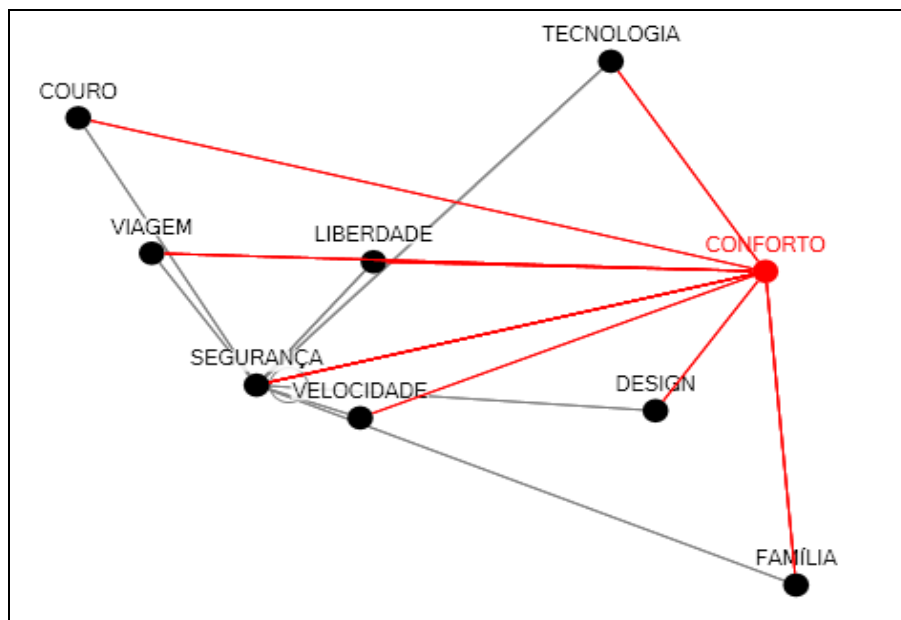 TECNOLOGIA
COURO
VIAGEM
LIBERDADE
CONFORTO
SEGURANÇA
VELOCIDADE
DESIGN
FAMÍLIA